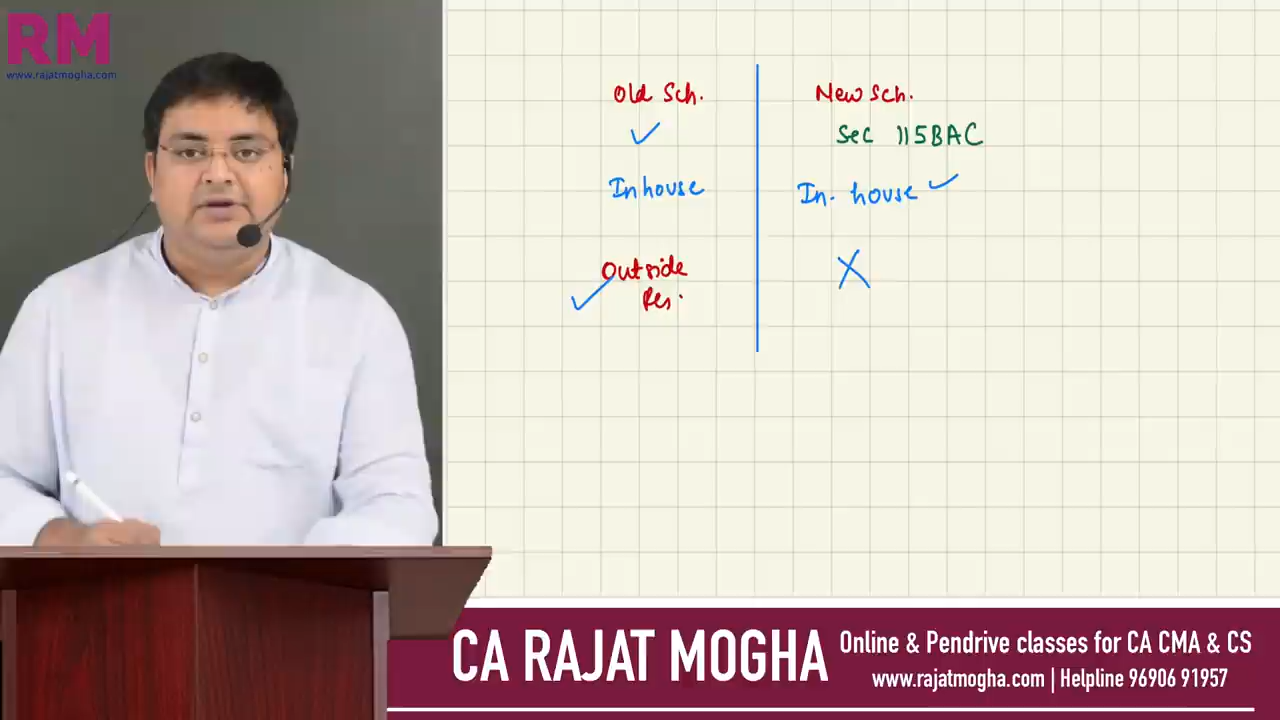 RM
www.rajatmogha.com
Old Sch.
Inhouse
Outside
Res.
New Sch.
Sec 115BAC
In. house
CA RAJAT MOGHA
Online & Pendrive classes for CA CMA & CS
www.rajatmogha.com | Helpline 96906 91957